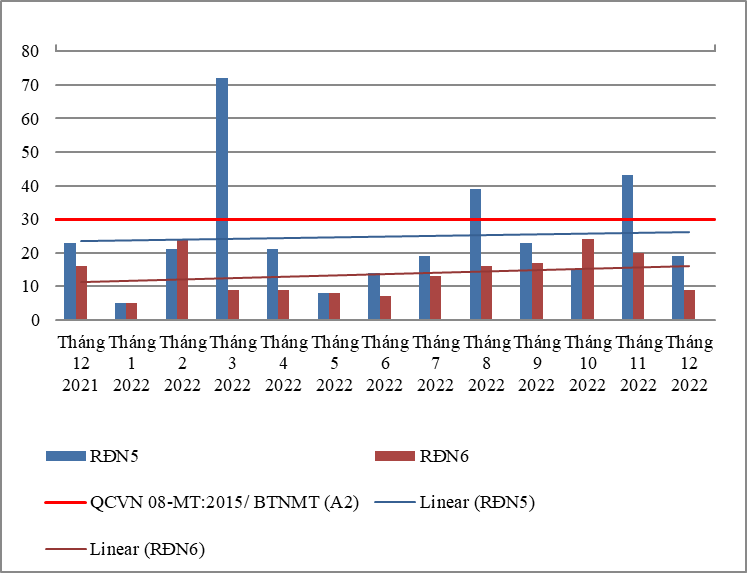 80
70
60
50
40
30
20
10
0
Tháng Tháng Tháng Tháng Tháng Tháng Tháng Tháng Tháng Tháng Tháng Tháng Tháng
12 1 2 3 4 5 6 7 8 9 10 11 12
2021 2022 2022 2022 2022 2022 2022 2022 2022 2022 2022 2022 2022
RĐN5 RĐN6
QCVN 08-MT:2015/ BTNMT (A2) Linear (RĐN5)
Linear (RĐN6)